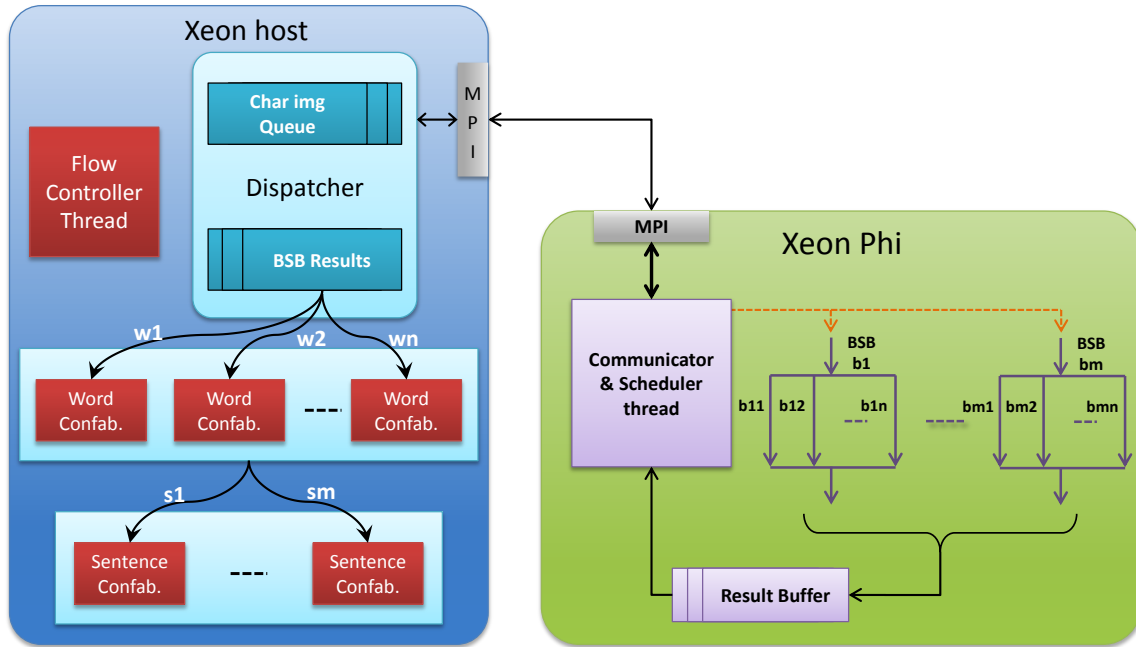 Xeon host
Char img
Queue
M
P
I
Flow
Controller
Thread
Dispatcher
BSB Results
w1
w2
wn
Word
Confab.
Word
Confab.
Word
Confab.
s1
sm
Sentence
Confab.
Sentence
Confab.
MPI
Xeon Phi
Communicator
& Scheduler
thread
BSB
b1
b11
b12
b1n
BSB
bm
bm1
bm2
bmn
Result Buffer